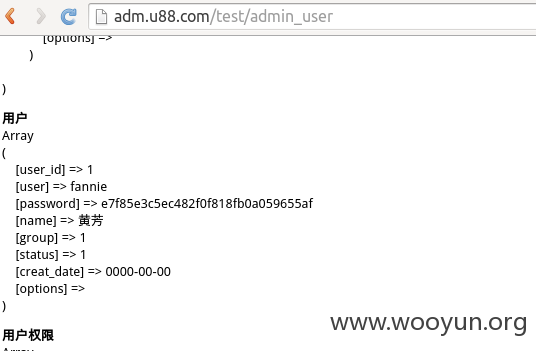 adm.u88.com/test/admin_user
[options] =>
)
)
用户
Array
(
[user_id] => 1
[user] => fannie
[password] => e7f85e3c5ec482f0f818fb0a059655af
[name] => 黄芳
[group] => 1
[status] => 1
[creat_date] => 0000-00-00
[options] =>
)
用户权限
Array
www.wooyun.org